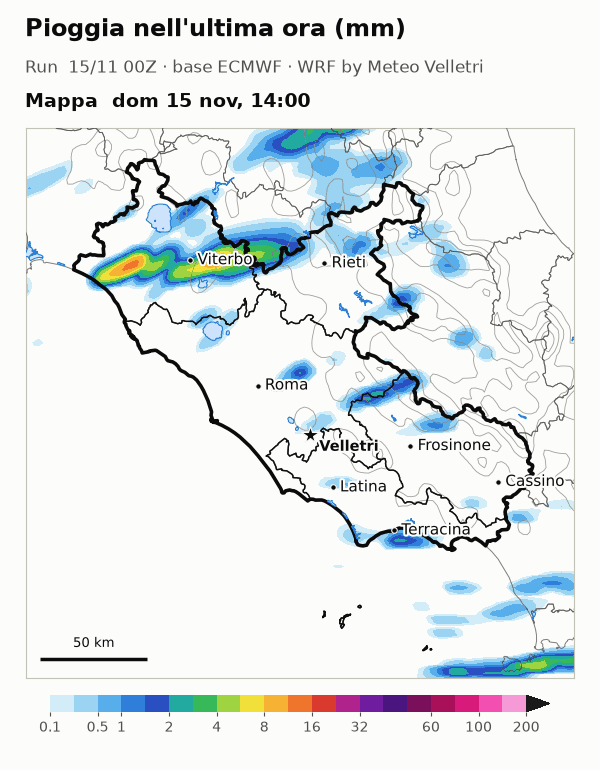 Pioggia nell'ultima ora (mm)
Run 15/11 00Z · base ECMWF · WRF by Meteo Velletri
Mappa dom 15 nov, 14:00
Viterbo
Rieti
Roma
Velletri
Frosinone
Cassino
Latina
Terracina
50 km
0.1 0.5 1 2 4 8 16 32 60 100 200